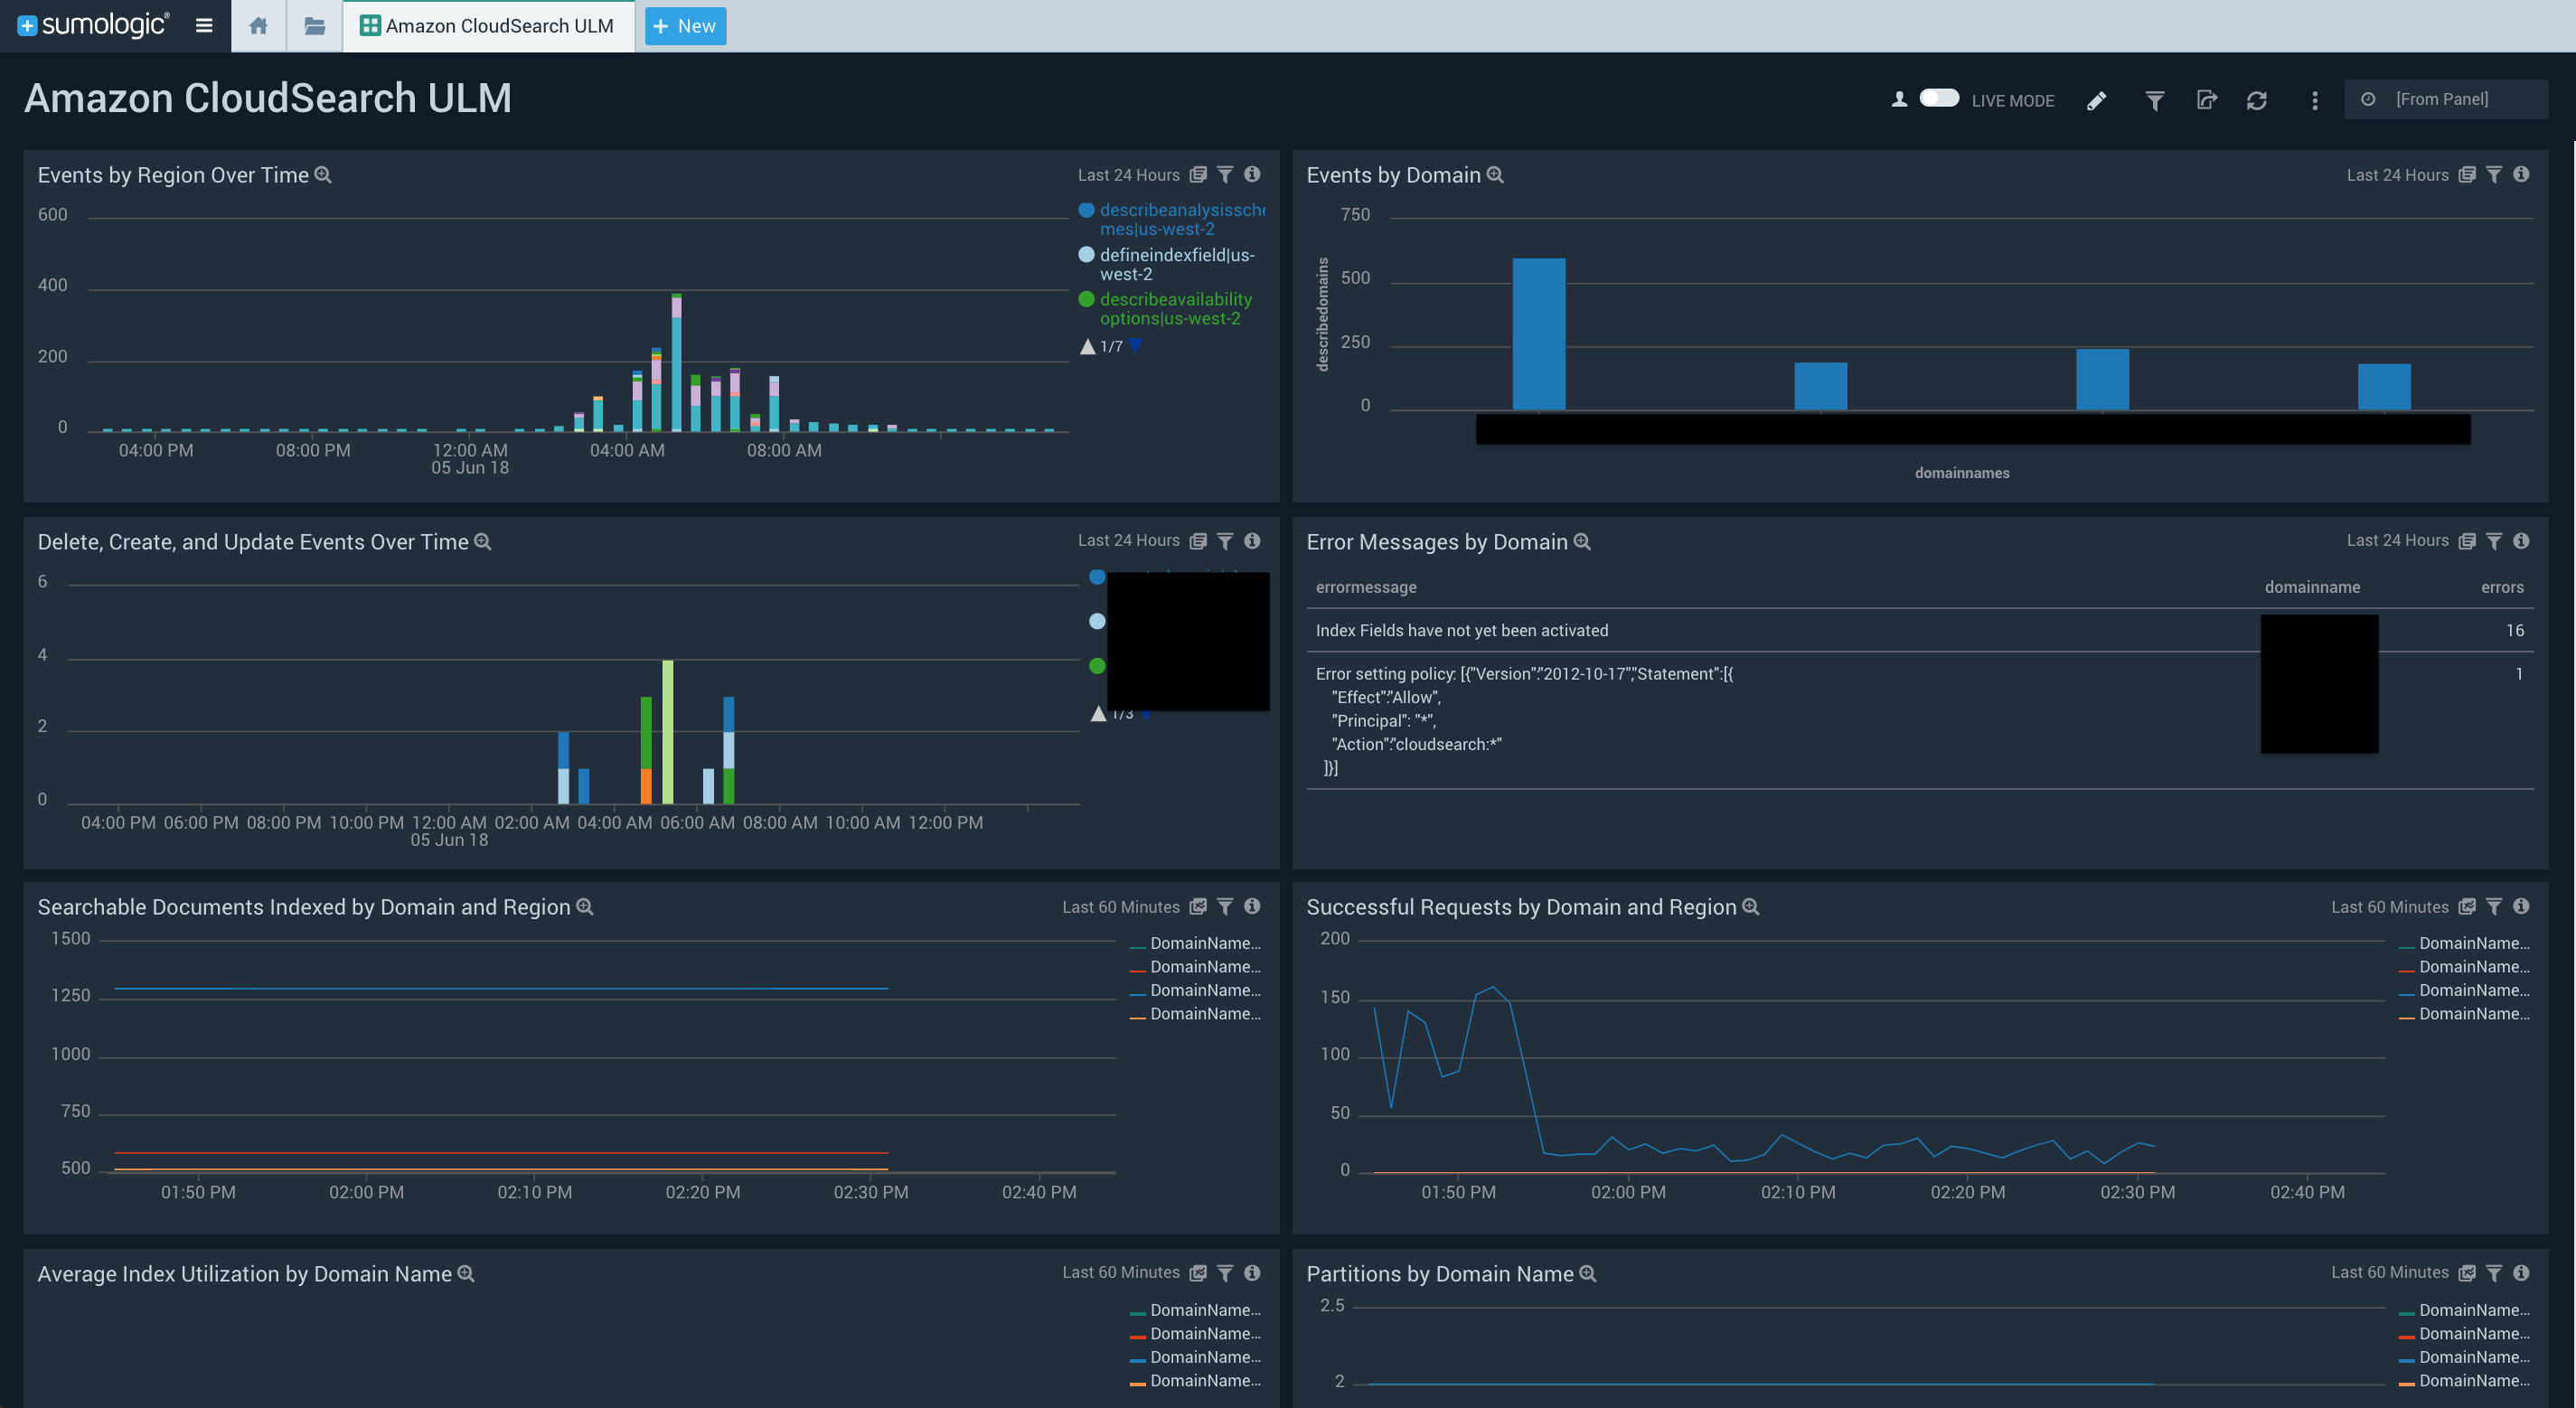 sumologic®
Amazon CloudSearch ULM
+ New
Amazon CloudSearch ULM
LIVE MODE
[From Panel]
Events by Region Over Time
Last 24 Hours
600
400
200
0
04:00 PM 08:00 PM 12:00 AM 04:00 AM 08:00 AM
05 Jun 18
describeanalysissche
mes|us-west-2
defineindexfield|us-
west-2
describeavailability
options|us-west-2
1/7
Events by Domain
Last 24 Hours
describedomains
750
500
250
0
domainnames
Delete, Create, and Update Events Over Time
Last 24 Hours
6
4
2
0
04:00 PM 06:00 PM 08:00 PM 10:00 PM 12:00 AM 02:00 AM 04:00 AM 06:00 AM 08:00 AM 10:00 AM 12:00 PM
05 Jun 18
1/3
Error Messages by Domain
Last 24 Hours
errormessage domainname errors
Index Fields have not yet been activated 16
Error setting policy: [{"Version":"2012-10-17","Statement":[{ 1
"Effect":"Allow",
"Principal": "*",
"Action":"cloudsearch:*"
]}]
Searchable Documents Indexed by Domain and Region
Last 60 Minutes
1500
1250
1000
750
500
01:50 PM 02:00 PM 02:10 PM 02:20 PM 02:30 PM 02:40 PM
DomainName...
DomainName...
DomainName...
DomainName...
Successful Requests by Domain and Region
Last 60 Minutes
200
150
100
50
0
01:50 PM 02:00 PM 02:10 PM 02:20 PM 02:30 PM 02:40 PM
DomainName...
DomainName...
DomainName...
DomainName...
Average Index Utilization by Domain Name
Last 60 Minutes
DomainName...
DomainName...
DomainName...
DomainName...
Partitions by Domain Name
Last 60 Minutes
2.5
2
DomainName...
DomainName...
DomainName...
DomainName...